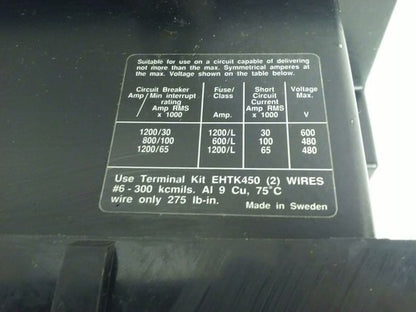 Suitable for use on a circuit capable of delivering
not more than the max. Symmetrical amperes at
the max. Voltage shown on the table below.
Circuit Breaker Fuse/ Short Voltage
Amp/Min interrupt Class Circuit Max.
rating Current
Amp RMS Amp RMS
x 1000 Amp. x 1000 V
1200/30 1200/L 30 600
800/100 600/L 100 480
1200/65 1200/L 65 480
Use Terminal Kit EHTK450 (2) WIRES
#6-300 kcmils. Al 9 Cu, 75°C
wire only 275 lb-in. Made in Sweden